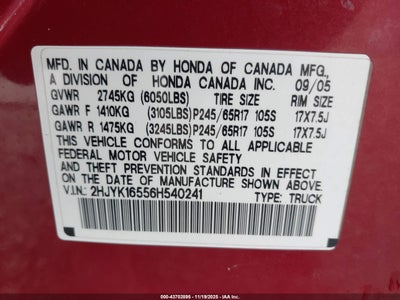 MFD. IN CANADA BY HONDA OF CANADA MFG.,
A DIVISION OF HONDA CANADA INC. 09/05
GVWR 2745KG (6050LBS) TIRE SIZE RIM SIZE
GAWR F 1410KG (3105LBS)P245/65R17 105S 17X7.5J
GAWR R 1475KG (3245LBS)P245/65R17 105S 17X7.5J
THIS VEHICLE CONFORMS TO ALL APPLICABLE
FEDERAL MOTOR VEHICLE SAFETY
AND THEFT PREVENTION STANDARDS IN EFFECT ON
THE DATE OF MANUFACTURE SHOWN ABOVE.
V.I.N.: 2HJYK16556H540241 TYPE: TRUCK
000-43702095 - 11/19/2025 - IAA Inc.